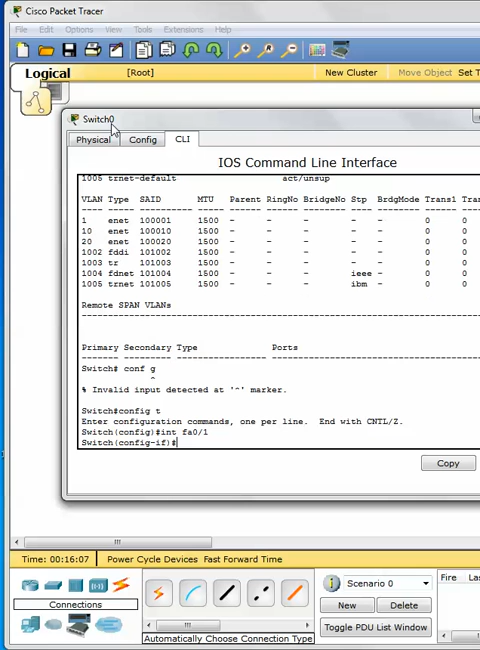 Cisco Packet Tracer
File Edit Options View Tools Extensions Help
Logical [Root] New Cluster Move Object Set T
Switch0
Physical Config CLI
IOS Command Line Interface
1005 trnet-default act/unsup
VLAN Type SAID MTU Parent RingNo BridgeNo Stp BrdgMode Trans1 Tra
1 enet 100001 1500 - - - - - 0 0
10 enet 100010 1500 - - - - - 0 0
20 enet 100020 1500 - - - - - 0 0
1002 fddi 101002 1500 - - - - - 0 0
1003 tr 101003 1500 - - - - - 0 0
1004 fdnet 101004 1500 - - - ieee - 0 0
1005 trnet 101005 1500 - - - ibm - 0 0
Remote SPAN VLANs
Primary Secondary Type Ports
Switch# conf g
^
% Invalid input detected at '^' marker.
Switch#config t
Enter configuration commands, one per line. End with CNTL/Z.
Switch(config)#int fa0/1
Switch(config-if)#
Copy
Time: 00:16:07 Power Cycle Devices Fast Forward Time
Scenario 0
Fire Las
Connections
New Delete
Toggle PDU List Window
Automatically Choose Connection Type